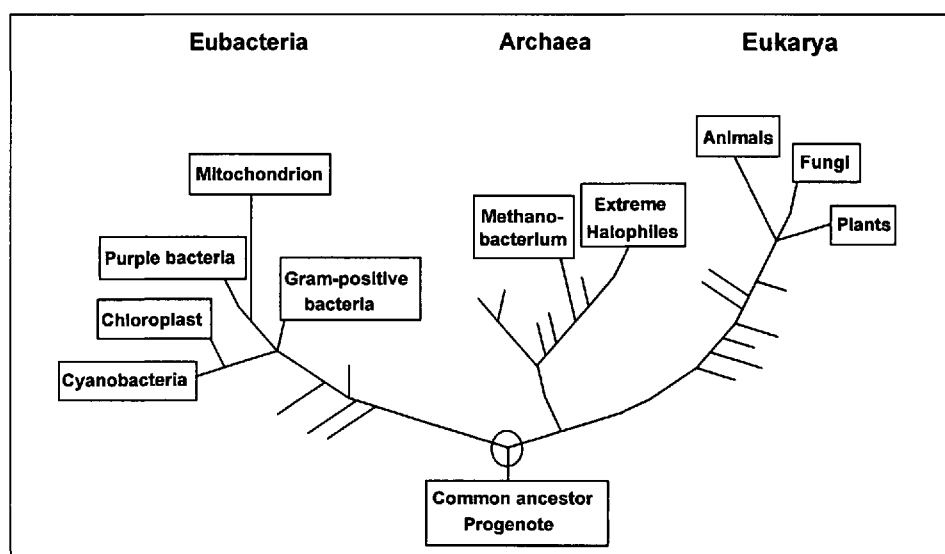 Eubacteria
Archaea
Eukarya
Animals
Fungi
Mitochondrion
Methano-
bacterium
Extreme
Halophiles
Plants
Purple bacteria
Gram-positive
bacteria
Chloroplast
Cyanobacteria
Common ancestor
Progenote